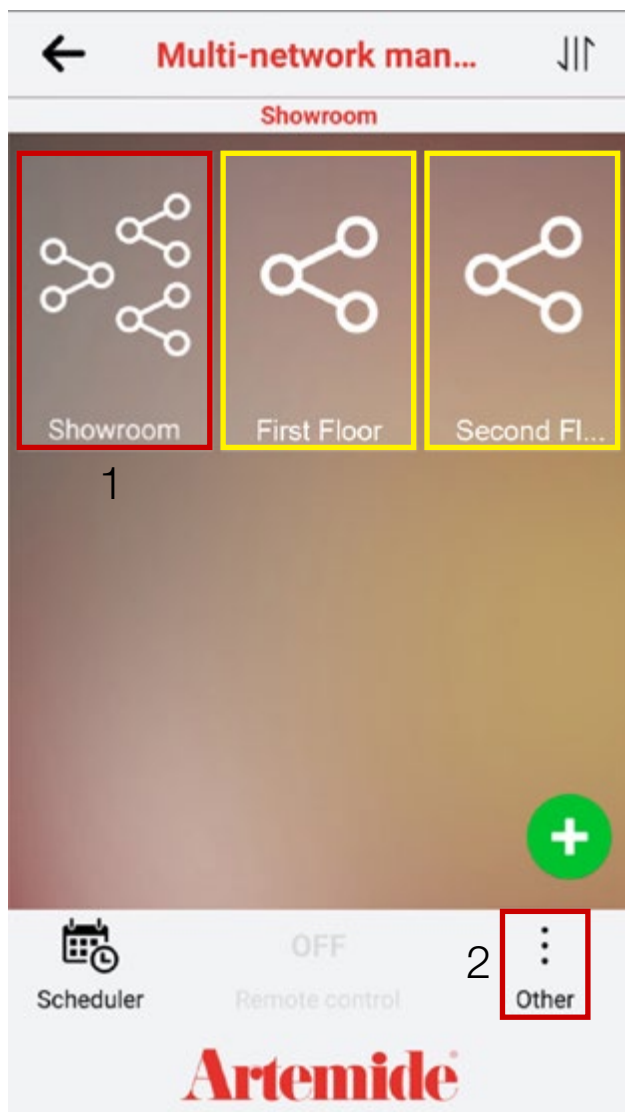 Multi-network man...
Showroom
Showroom First Floor Second Fl...
1
OFF
2
Scheduler Remote control Other
Artemide